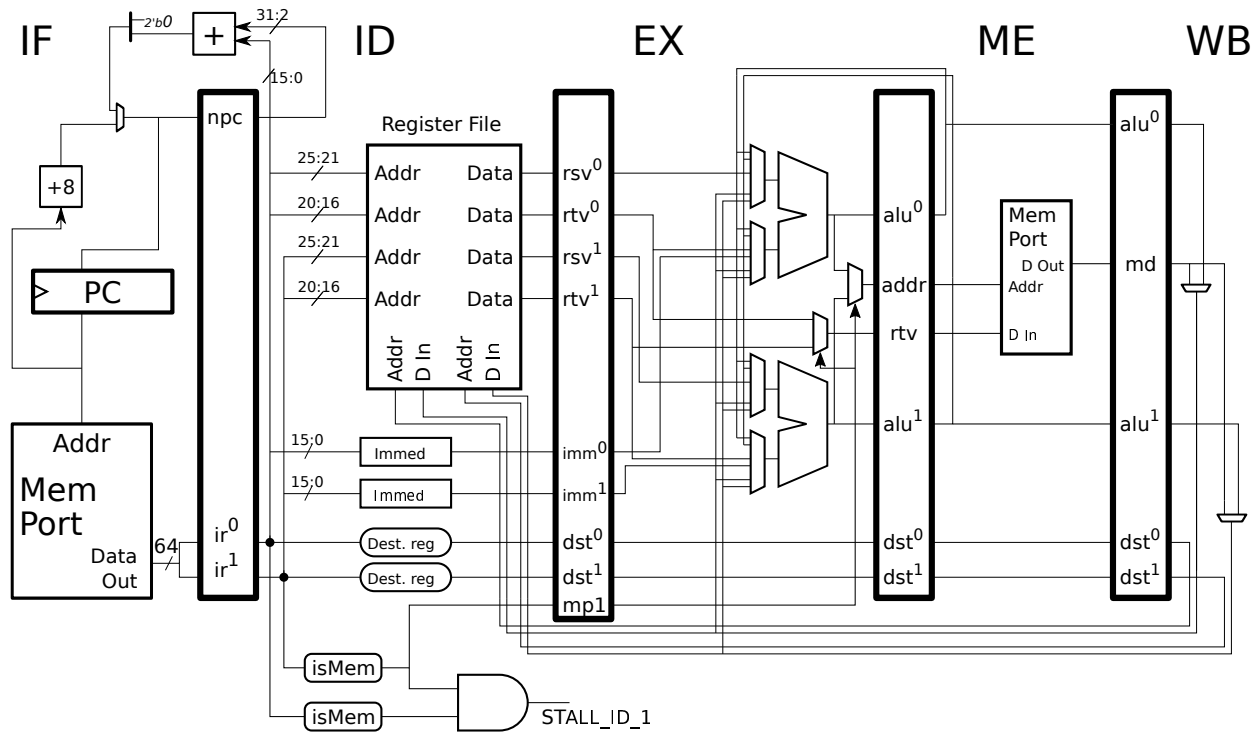 IF
ID
EX
ME
WB
2'b0
+
31:2
15:0
npc
+8
PC
Addr
Mem
Port
Data
Out
64
ir⁰
ir¹
Register File
25:21
Addr
Data
rsv⁰
20:16
Addr
Data
rtv⁰
25:21
Addr
Data
rsv¹
20:16
Addr
Data
rtv¹
Addr
D In
Addr
D In
15:0
Immed
imm⁰
15:0
Immed
imm¹
Dest. reg
dst⁰
Dest. reg
dst¹
mp1
isMem
isMem
STALL_ID_1
alu⁰
addr
rtv
alu¹
dst⁰
dst¹
Mem
Port
D Out
Addr
D In
alu⁰
md
alu¹
dst⁰
dst¹